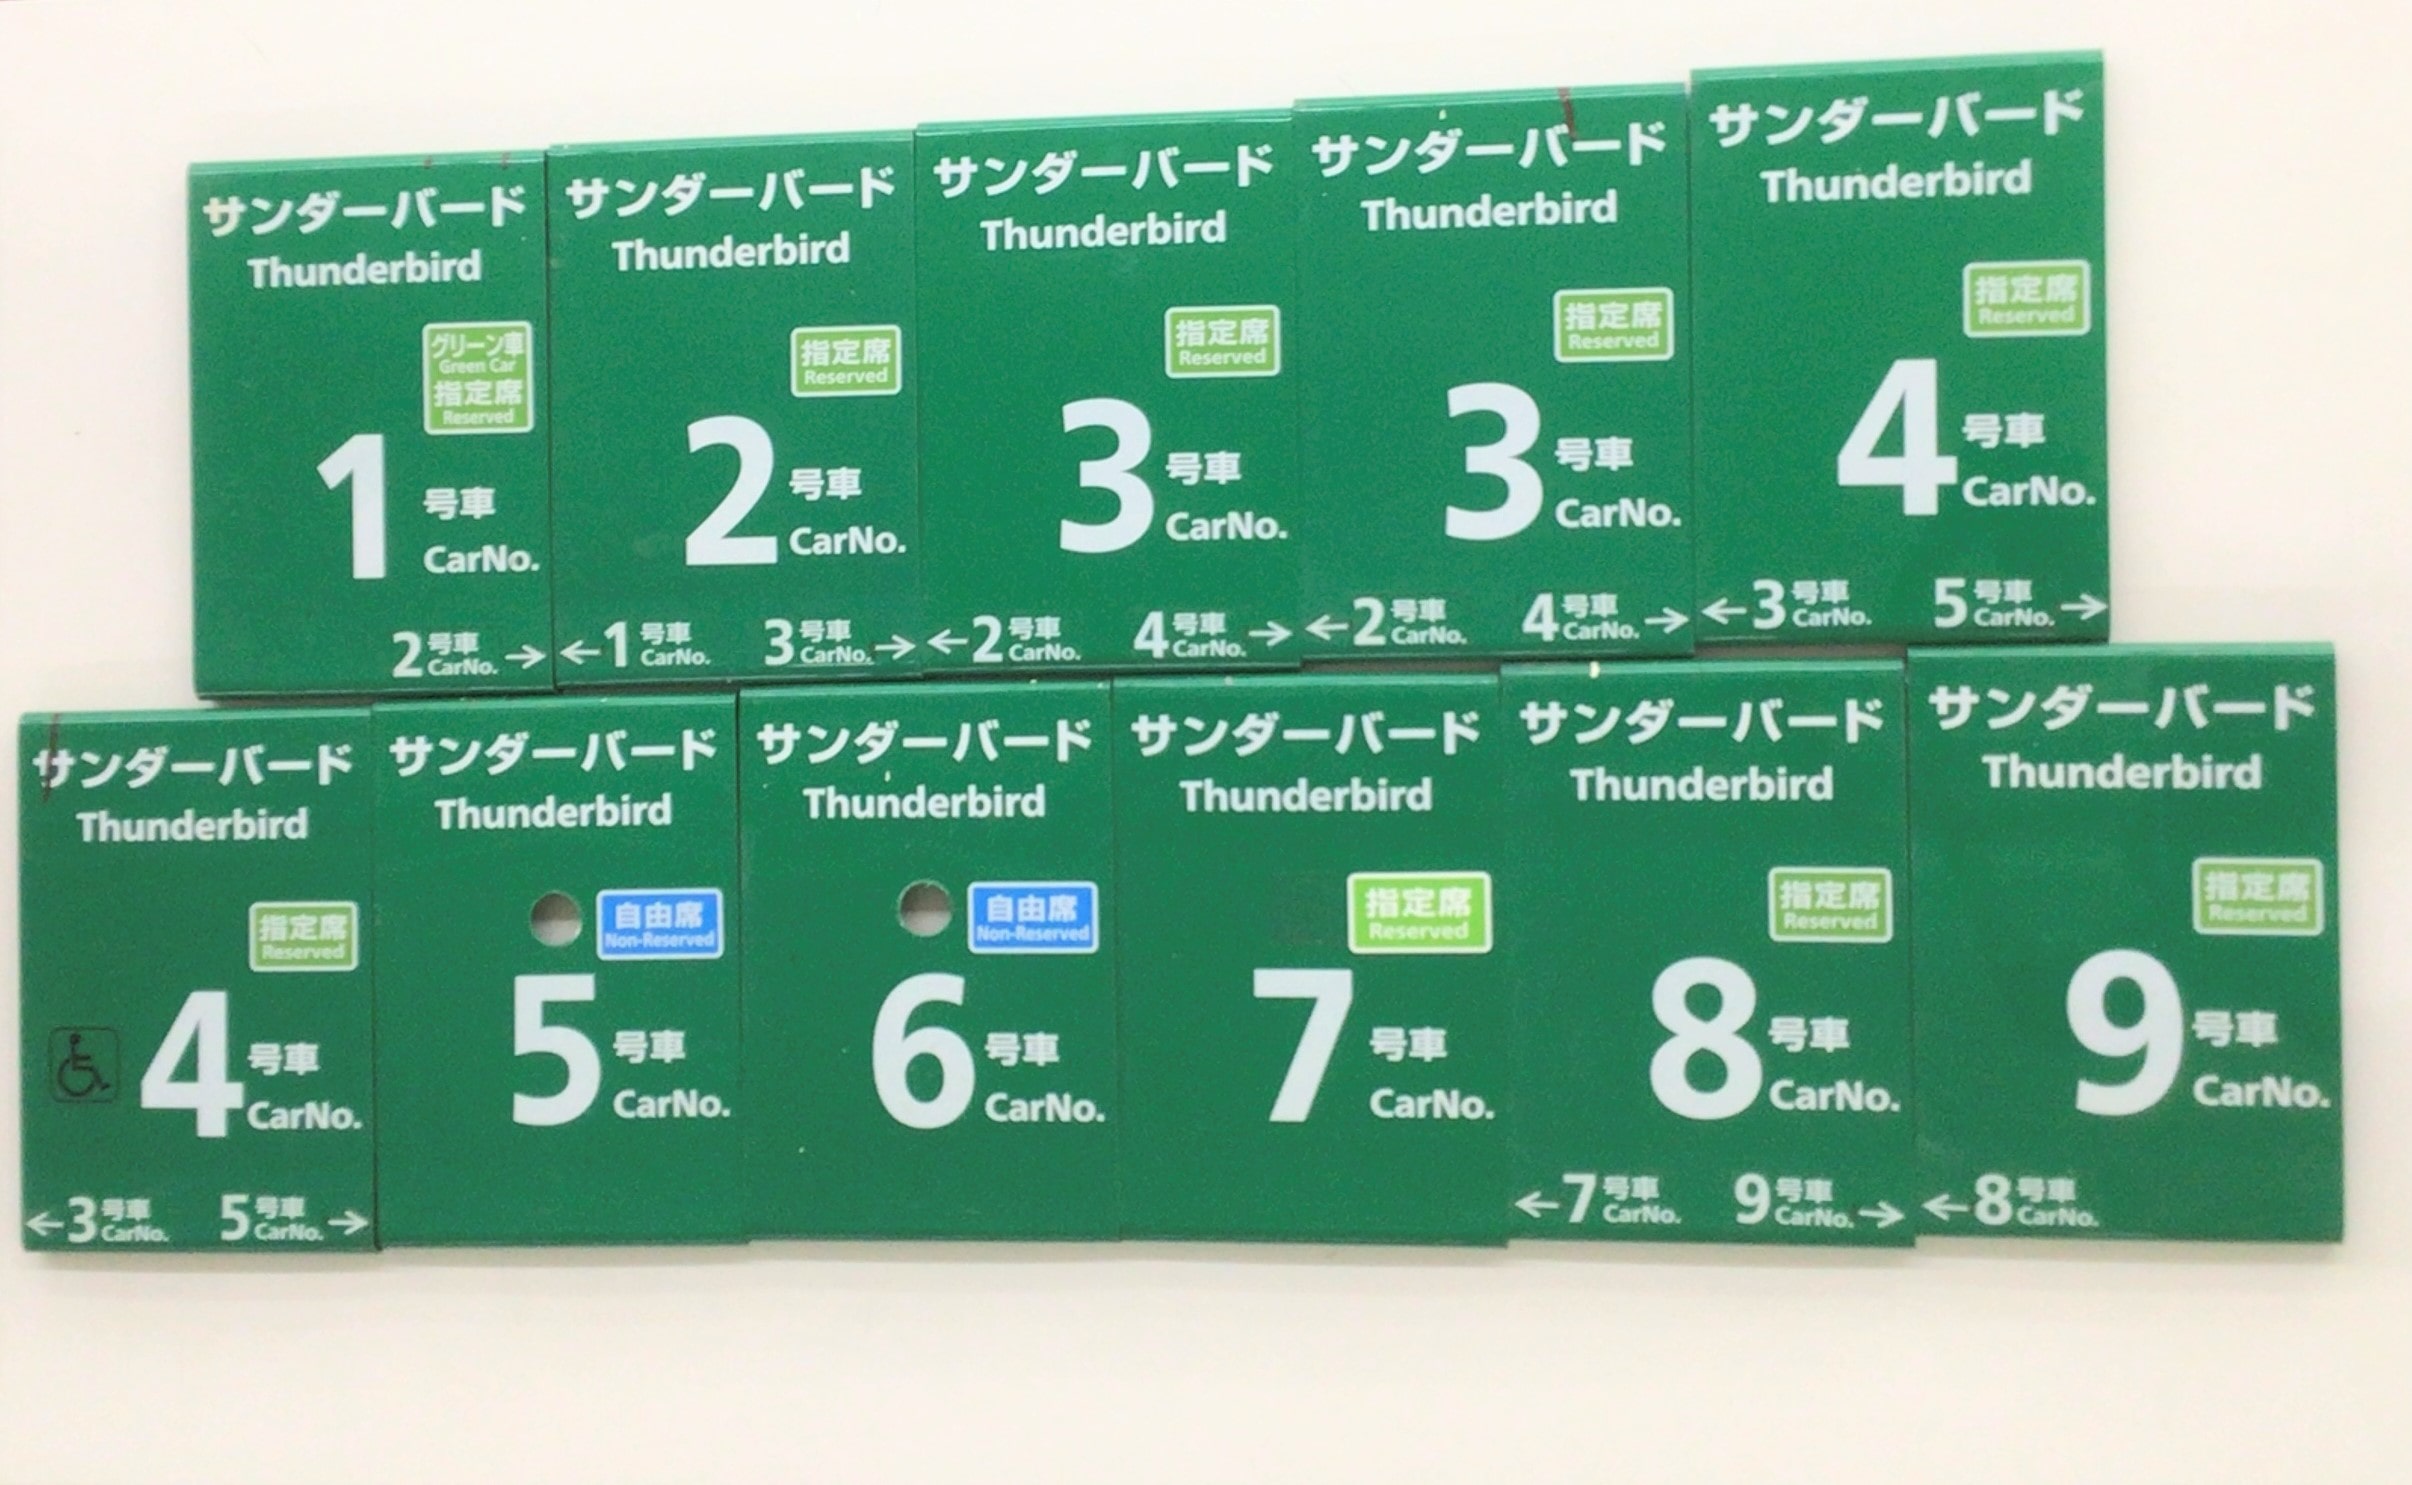 サンダーバード
Thunderbird
グリーン車
Green Car
指定席
Reserved
1 号車
CarNo.
2 号車 CarNo. →
サンダーバード
Thunderbird
指定席
Reserved
2 号車
CarNo.
← 1 号車 CarNo. 3 号車 CarNo. →
サンダーバード
Thunderbird
指定席
Reserved
3 号車
CarNo.
← 2 号車 CarNo. 4 号車 CarNo. →
サンダーバード
Thunderbird
指定席
Reserved
3 号車
CarNo.
← 2 号車 CarNo. 4 号車 CarNo. →
サンダーバード
Thunderbird
指定席
Reserved
4 号車
CarNo.
← 3 号車 CarNo. 5 号車 CarNo. →
サンダーバード
Thunderbird
指定席
Reserved
4 号車
CarNo.
← 3 号車 CarNo. 5 号車 CarNo. →
サンダーバード
Thunderbird
自由席
Non-Reserved
5 号車
CarNo.
サンダーバード
Thunderbird
自由席
Non-Reserved
6 号車
CarNo.
サンダーバード
Thunderbird
指定席
Reserved
7 号車
CarNo.
サンダーバード
Thunderbird
指定席
Reserved
8 号車
CarNo.
← 7 号車 CarNo. 9 号車 CarNo. →
サンダーバード
Thunderbird
指定席
Reserved
9 号車
CarNo.
← 8 号車 CarNo.